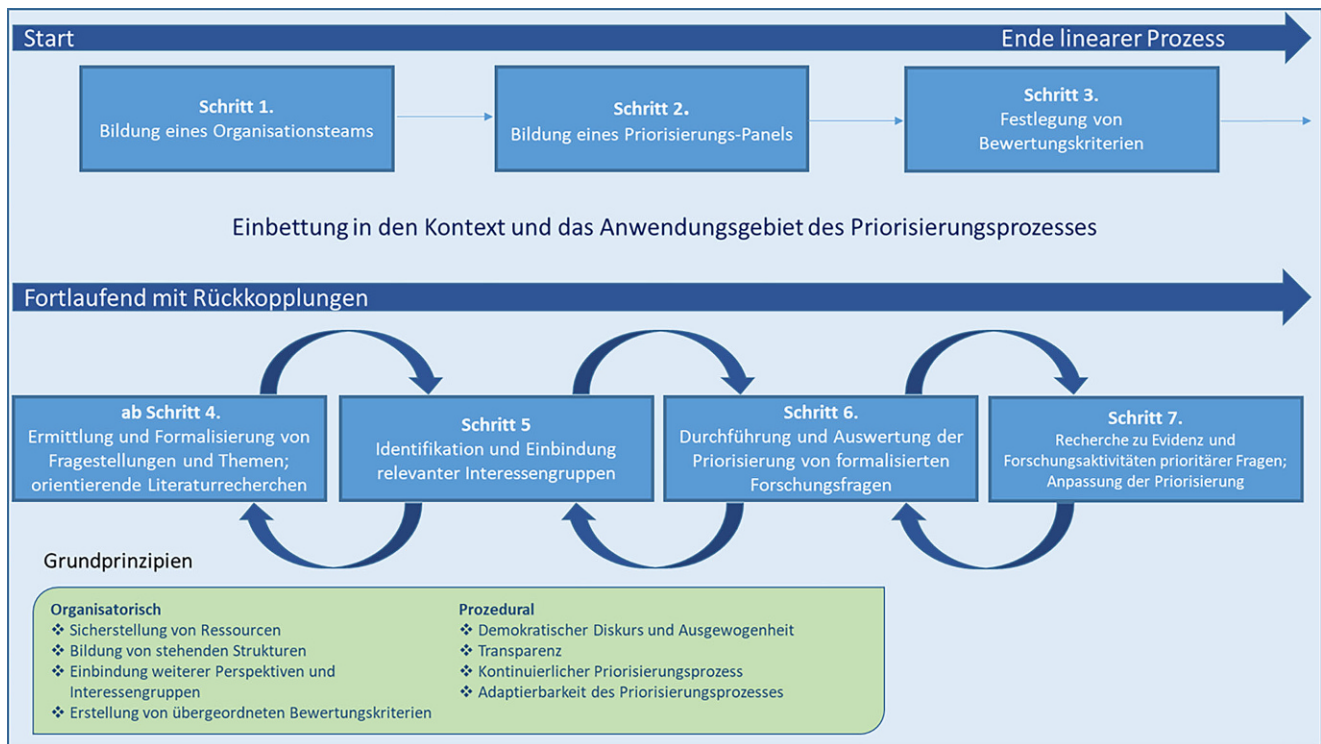 Start
Ende linearer Prozess
Schritt 1.
Bildung eines Organisationsteams
Schritt 2.
Bildung eines Priorisierungs-Panels
Schritt 3.
Festlegung von
Bewertungskriterien
Einbettung in den Kontext und das Anwendungsgebiet des Priorisierungsprozesses
Fortlaufend mit Rückkopplungen
ab Schritt 4.
Ermittlung und Formalisierung von
Fragestellungen und Themen;
orientierende Literaturrecherchen
Schritt 5
Identifikation und Einbindung
relevanter Interessengruppen
Schritt 6.
Durchführung und Auswertung der
Priorisierung von formalisierten
Forschungsfragen
Schritt 7.
Recherche zu Evidenz und
Forschungsaktivitäten prioritärer Fragen;
Anpassung der Priorisierung
Grundprinzipien
Organisatorisch
❖ Sicherstellung von Ressourcen
❖ Bildung von stehenden Strukturen
❖ Einbindung weiterer Perspektiven und
Interessengruppen
❖ Erstellung von übergeordneten Bewertungskriterien
Prozedural
❖ Demokratischer Diskurs und Ausgewogenheit
❖ Transparenz
❖ Kontinuierlicher Priorisierungsprozess
❖ Adaptierbarkeit des Priorisierungsprozesses